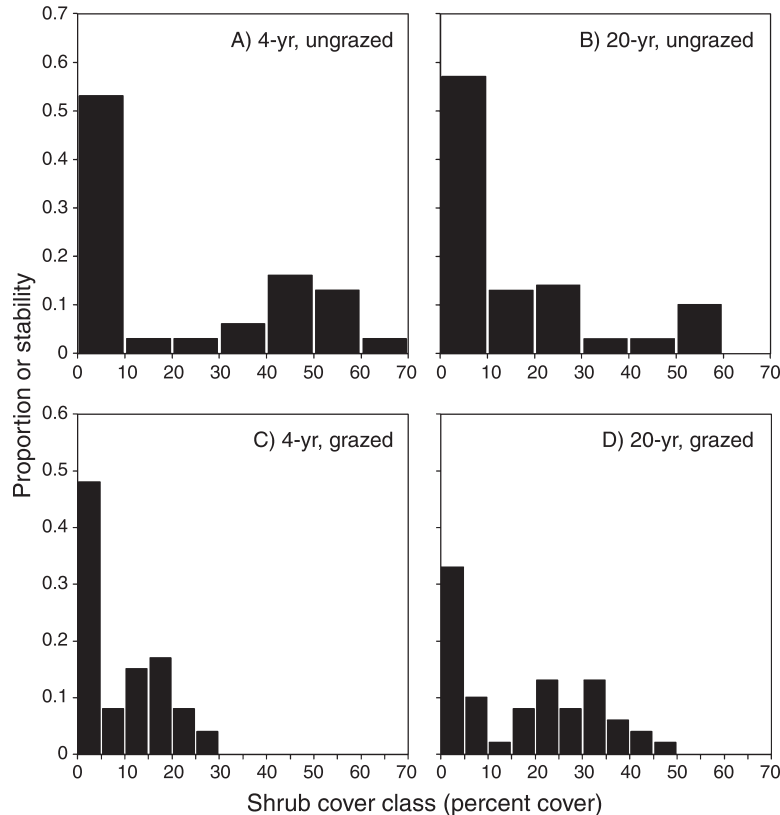 Proportion or stability
A) 4-yr, ungrazed
0.7
0.6
0.5
0.4
0.3
0.2
0.1
0
0 10 20 30 40 50 60 70
B) 20-yr, ungrazed
0 10 20 30 40 50 60 70
C) 4-yr, grazed
0.6
0.5
0.4
0.3
0.2
0.1
0
0 10 20 30 40 50 60 70
D) 20-yr, grazed
0 10 20 30 40 50 60 70
Shrub cover class (percent cover)